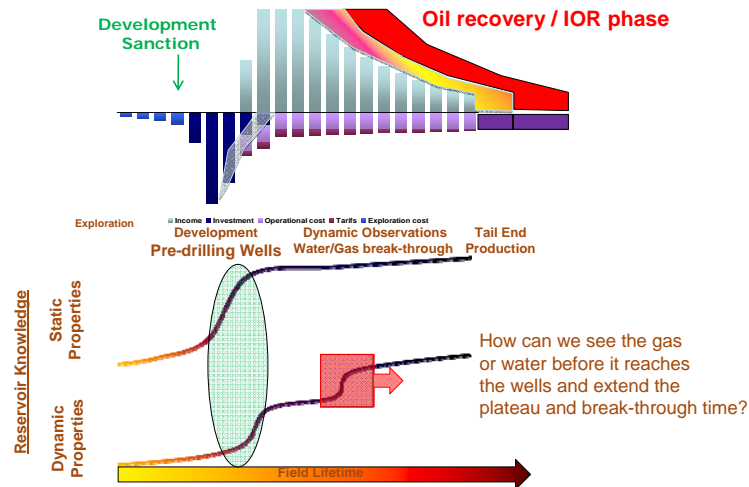 Oil recovery / IOR phase
Development
Sanction
Income Investment Operational cost Tarifs Exploration cost
Exploration
Development
Pre-drilling Wells
Dynamic Observations
Water/Gas break-through
Tail End
Production
Reservoir Knowledge
Static
Properties
Dynamic
Properties
How can we see the gas
or water before it reaches
the wells and extend the
plateau and break-through time?
Field Lifetime